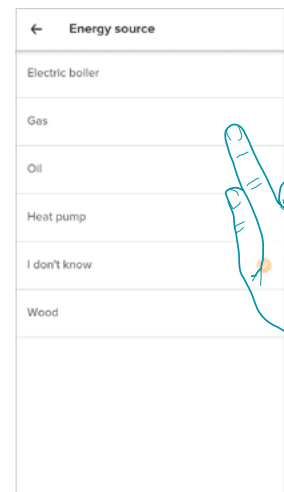 Energy source
Electric boiler
Gas
Oil
Heat pump
I don't know
Wood